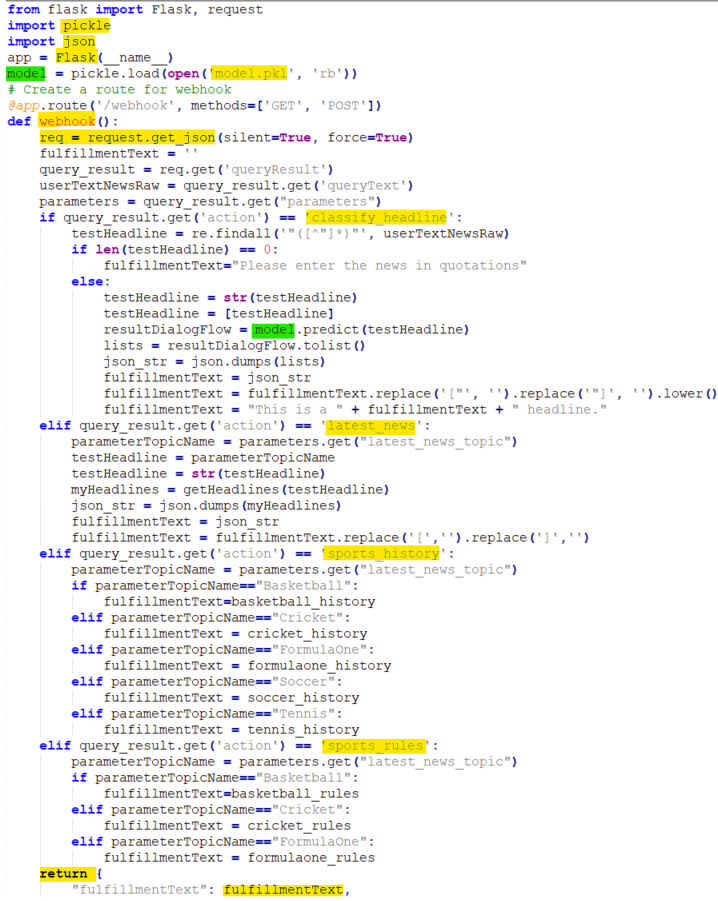 from flask import Flask, request
import pickle
import json
app = Flask(__name__)
model = pickle.load(open('model.pkl', 'rb'))
# Create a route for webhook
@app.route('/webhook', methods=['GET', 'POST'])
def webhook():
    req = request.get_json(silent=True, force=True)
    fulfillmentText = ''
    query_result = req.get('queryResult')
    userTextNewsRaw = query_result.get('queryText')
    parameters = query_result.get("parameters")
    if query_result.get('action') == 'classify_headline':
        testHeadline = re.findall('"([^"]*)"', userTextNewsRaw)
        if len(testHeadline) == 0:
            fulfillmentText="Please enter the news in quotations"
        else:
            testHeadline = str(testHeadline)
            testHeadline = [testHeadline]
            resultDialogFlow = model.predict(testHeadline)
            lists = resultDialogFlow.tolist()
            json_str = json.dumps(lists)
            fulfillmentText = json_str
            fulfillmentText = fulfillmentText.replace('["', '').replace('"]', '').lower()
            fulfillmentText = "This is a " + fulfillmentText + " headline."
    elif query_result.get('action') == 'latest_news':
        parameterTopicName = parameters.get("latest_news_topic")
        testHeadline = parameterTopicName
        testHeadline = str(testHeadline)
        myHeadlines = getHeadlines(testHeadline)
        json_str = json.dumps(myHeadlines)
        fulfillmentText = json_str
        fulfillmentText = fulfillmentText.replace('[','').replace(']','')
    elif query_result.get('action') == 'sports_history':
        parameterTopicName = parameters.get("latest_news_topic")
        if parameterTopicName=="Basketball":
            fulfillmentText=basketball_history
        elif parameterTopicName=="Cricket":
            fulfillmentText = cricket_history
        elif parameterTopicName=="FormulaOne":
            fulfillmentText = formulaone_history
        elif parameterTopicName=="Soccer":
            fulfillmentText = soccer_history
        elif parameterTopicName=="Tennis":
            fulfillmentText = tennis_history
    elif query_result.get('action') == 'sports_rules':
        parameterTopicName = parameters.get("latest_news_topic")
        if parameterTopicName=="Basketball":
            fulfillmentText=basketball_rules
        elif parameterTopicName=="Cricket":
            fulfillmentText = cricket_rules
        elif parameterTopicName=="FormulaOne":
            fulfillmentText = formulaone_rules
    return {
        "fulfillmentText": fulfillmentText,